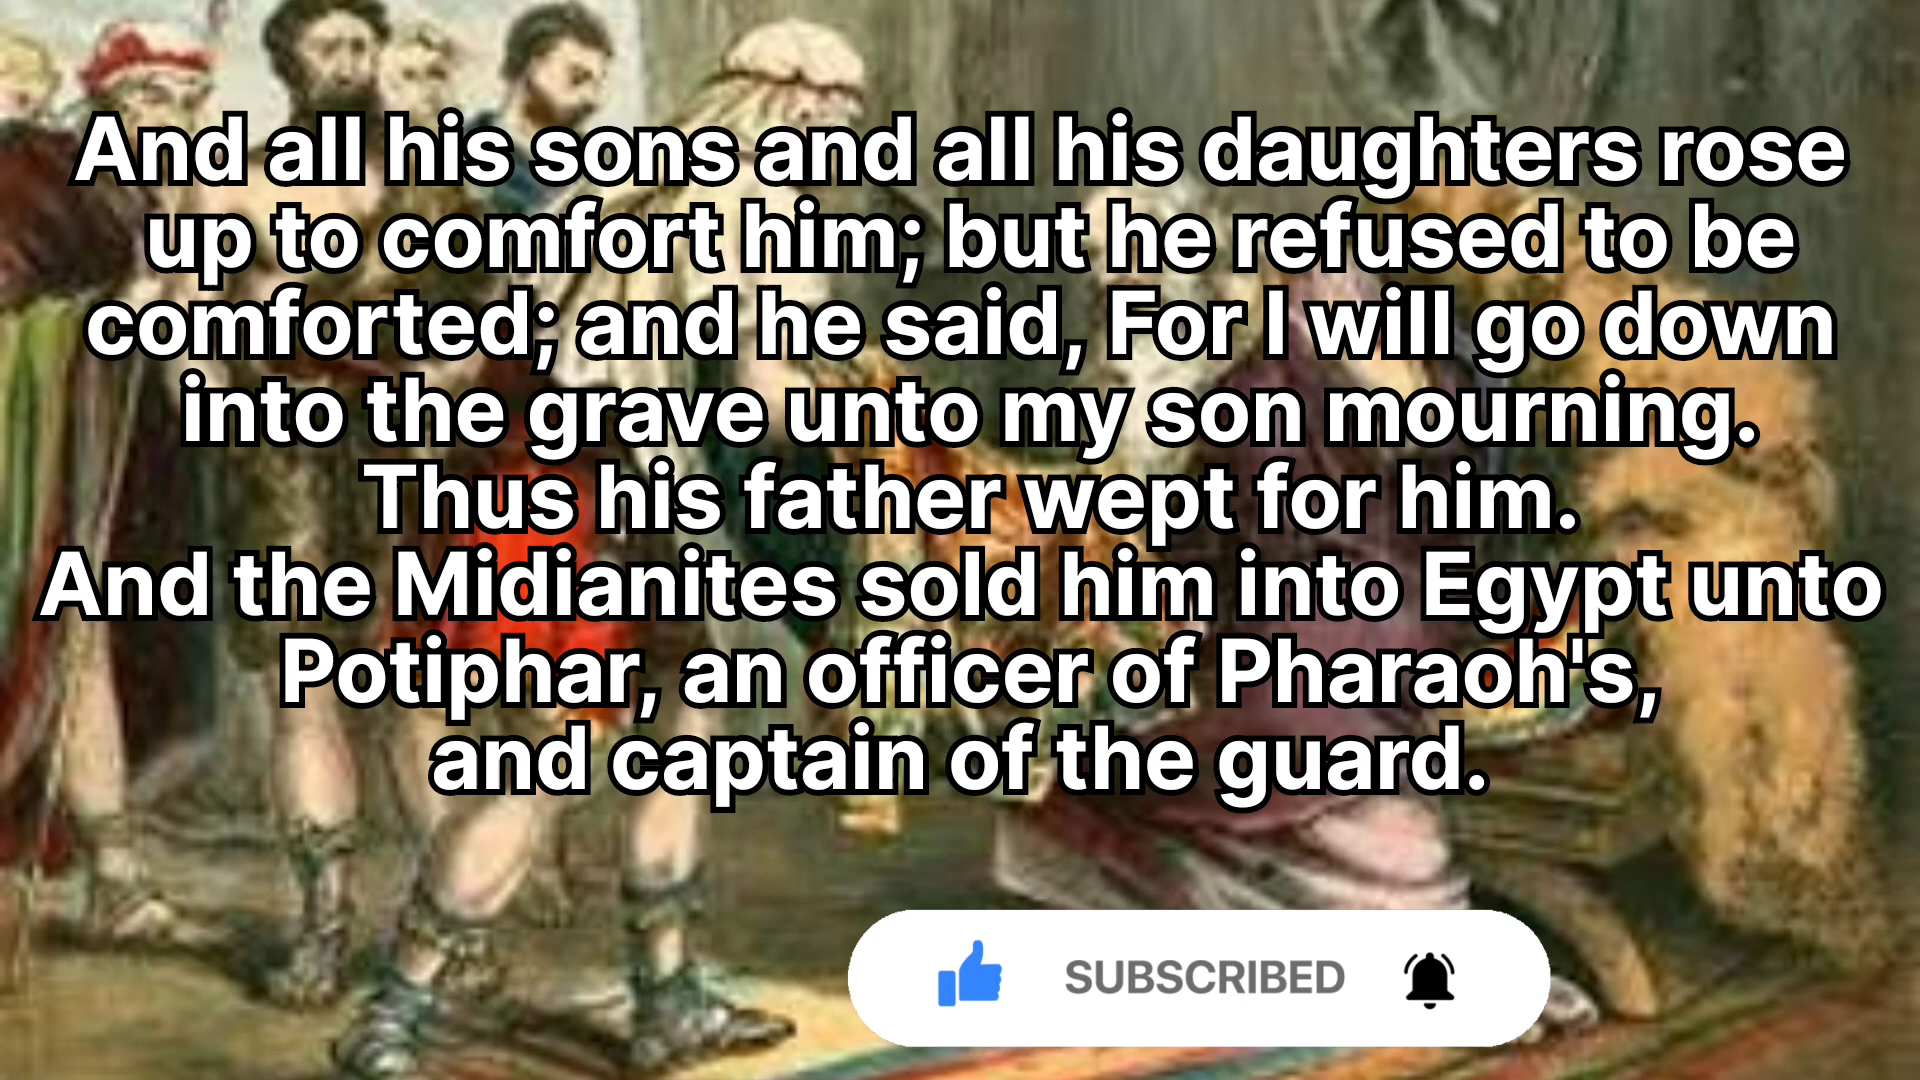 And all his sons and all his daughters rose
up to comfort him; but he refused to be
comforted; and he said, For I will go down
into the grave unto my son mourning.
Thus his father wept for him.
And the Midianites sold him into Egypt unto
Potiphar, an officer of Pharaoh's,
and captain of the guard.
SUBSCRIBED